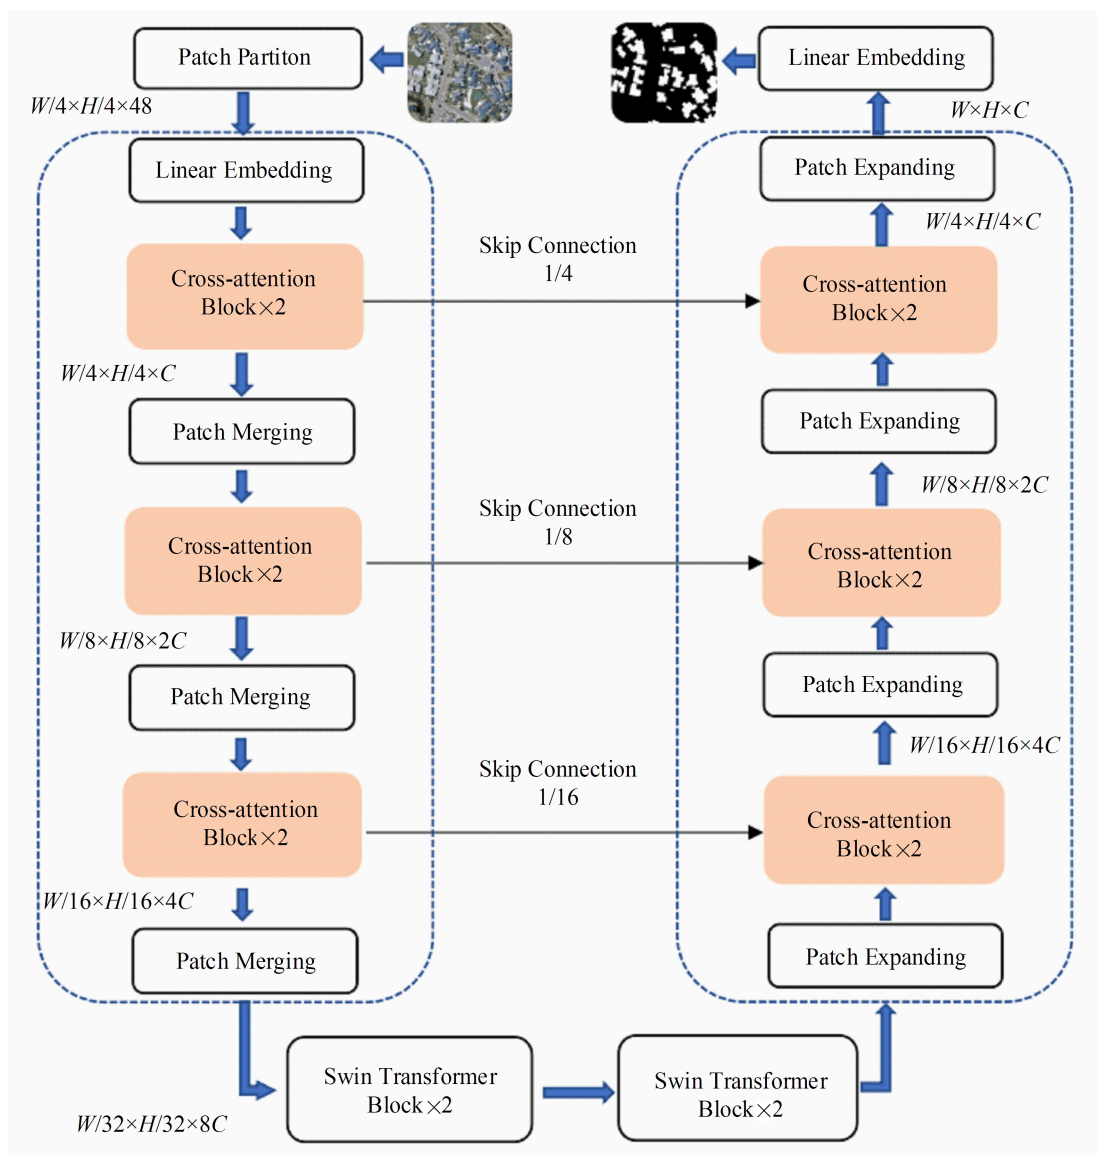 Patch Partiton
W/4×H/4×48
Linear Embedding
Cross-attention
Block×2
W/4×H/4×C
Patch Merging
Cross-attention
Block×2
W/8×H/8×2C
Patch Merging
Cross-attention
Block×2
W/16×H/16×4C
Patch Merging
W/32×H/32×8C
Swin Transformer
Block×2
Swin Transformer
Block×2
Skip Connection
1/4
Skip Connection
1/8
Skip Connection
1/16
Linear Embedding
W×H×C
Patch Expanding
W/4×H/4×C
Cross-attention
Block×2
Patch Expanding
W/8×H/8×2C
Cross-attention
Block×2
Patch Expanding
W/16×H/16×4C
Cross-attention
Block×2
Patch Expanding